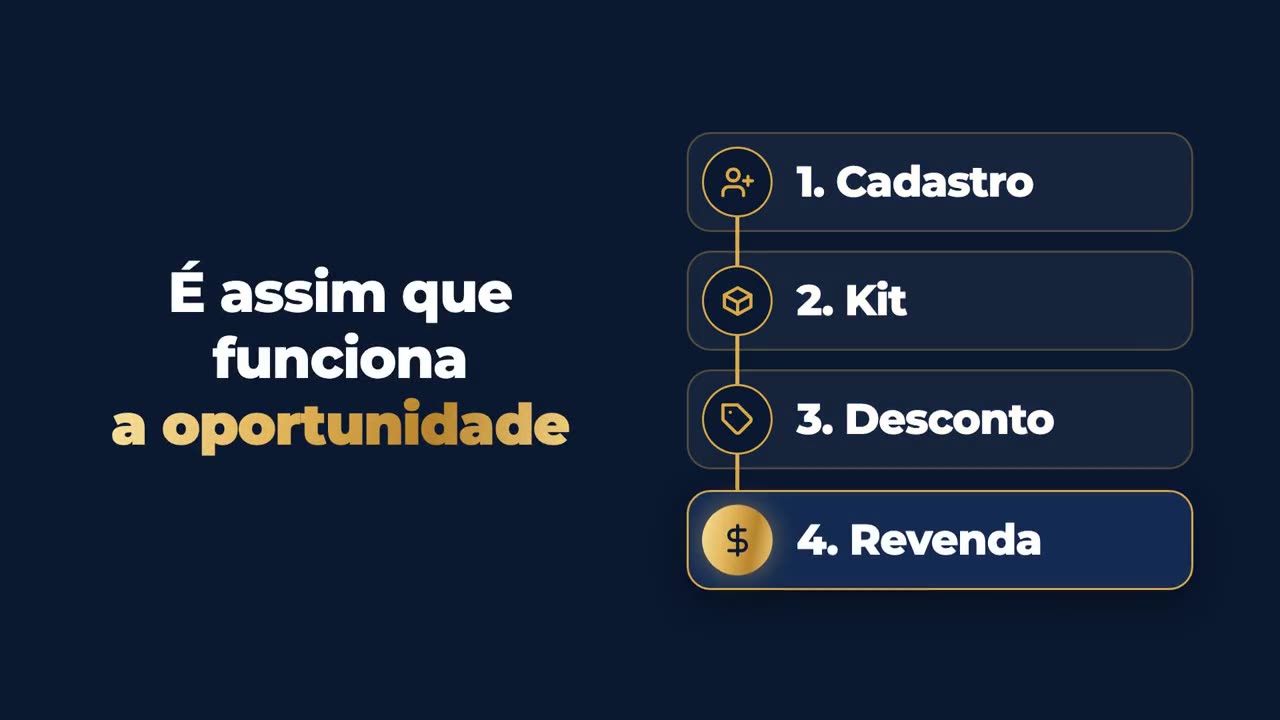 É assim que
funciona
a oportunidade
1. Cadastro
2. Kit
3. Desconto
4. Revenda